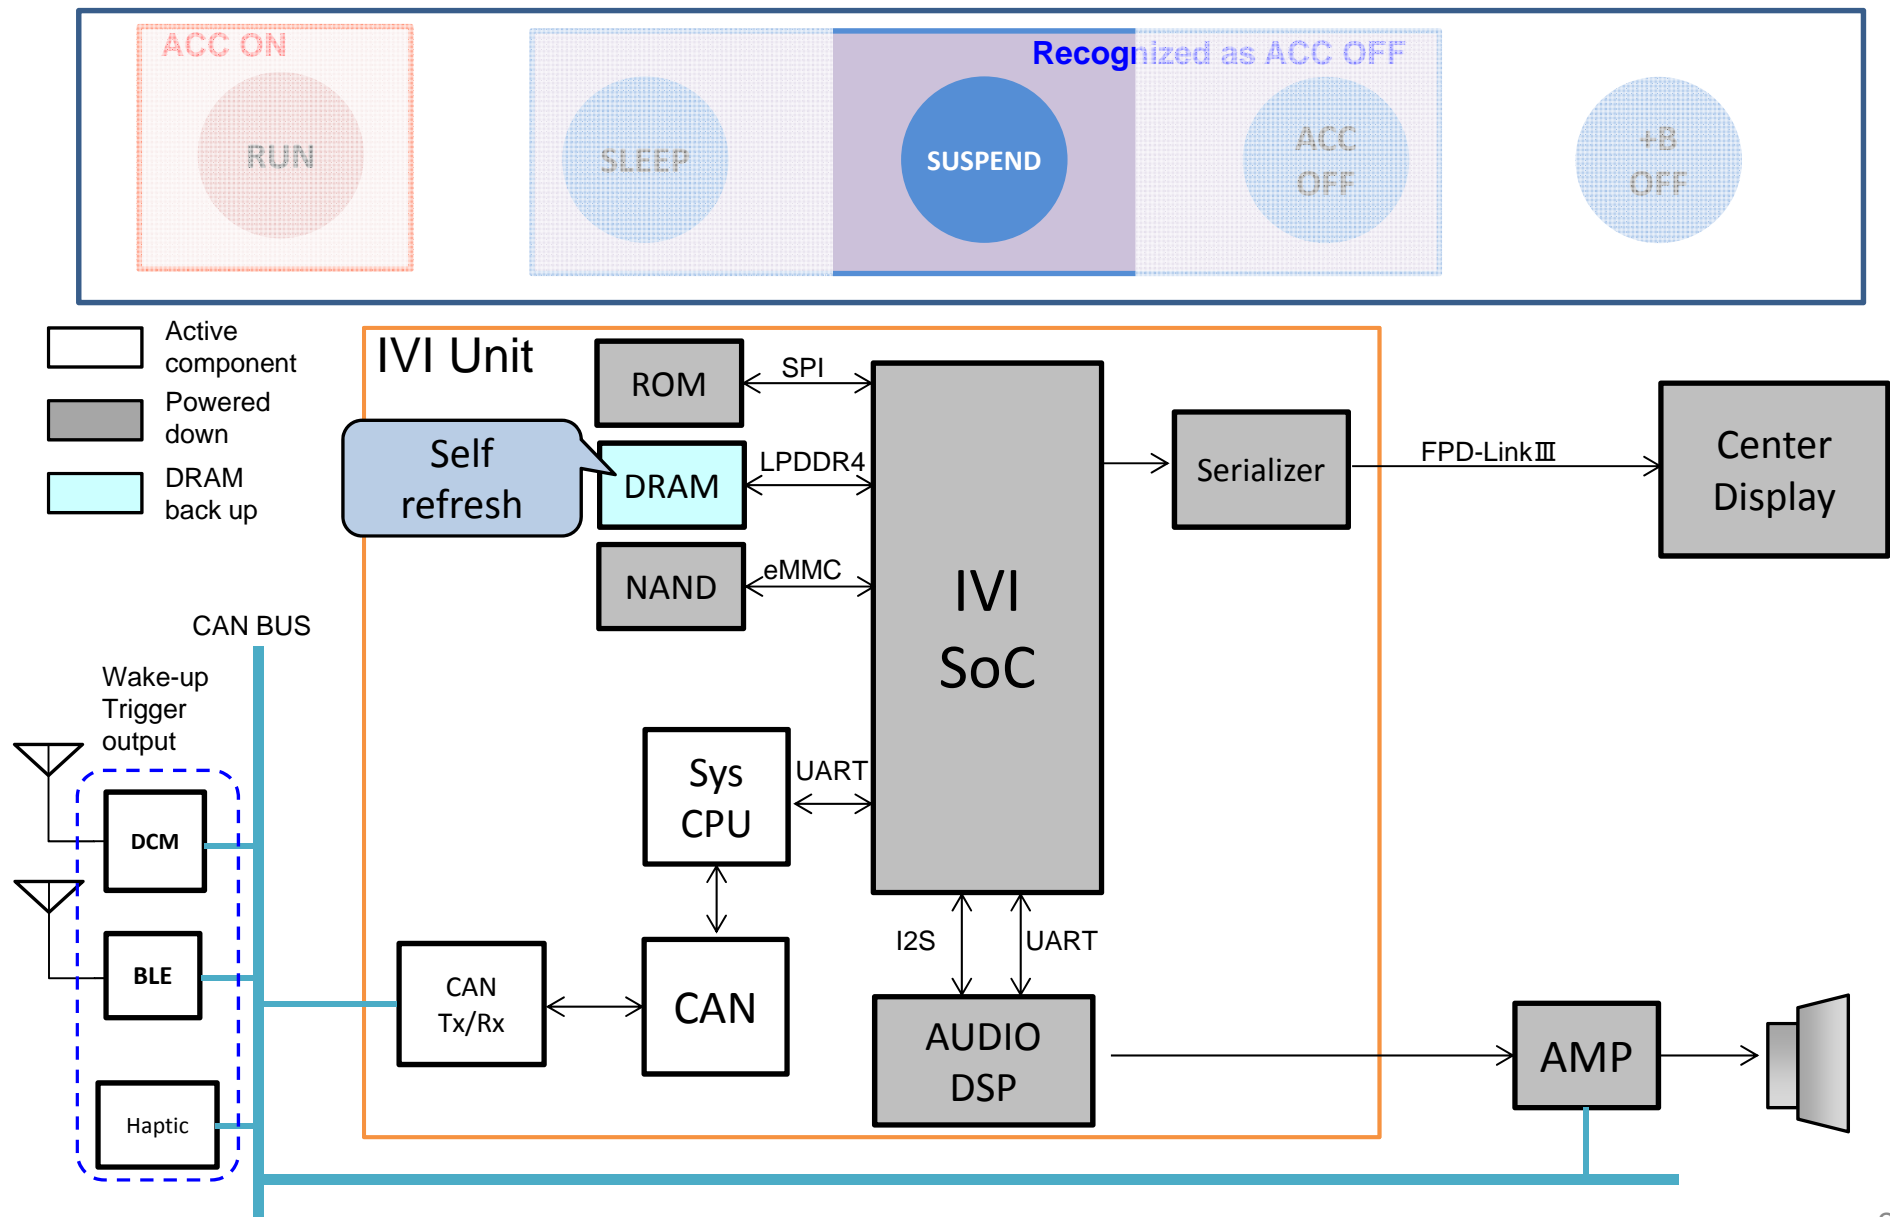 ACC ON
Recognized as ACC OFF
RUN
SLEEP
SUSPEND
ACC
OFF
+B
OFF
Active
component
Powered
down
DRAM
back up
IVI Unit
ROM
SPI
Self
refresh
DRAM
LPDDR4
NAND
eMMC
IVI
SoC
Serializer
FPD-LinkⅢ
Center
Display
CAN BUS
Wake-up
Trigger
output
DCM
BLE
Haptic
Sys
CPU
UART
CAN
Tx/Rx
CAN
I2S
UART
AUDIO
DSP
AMP